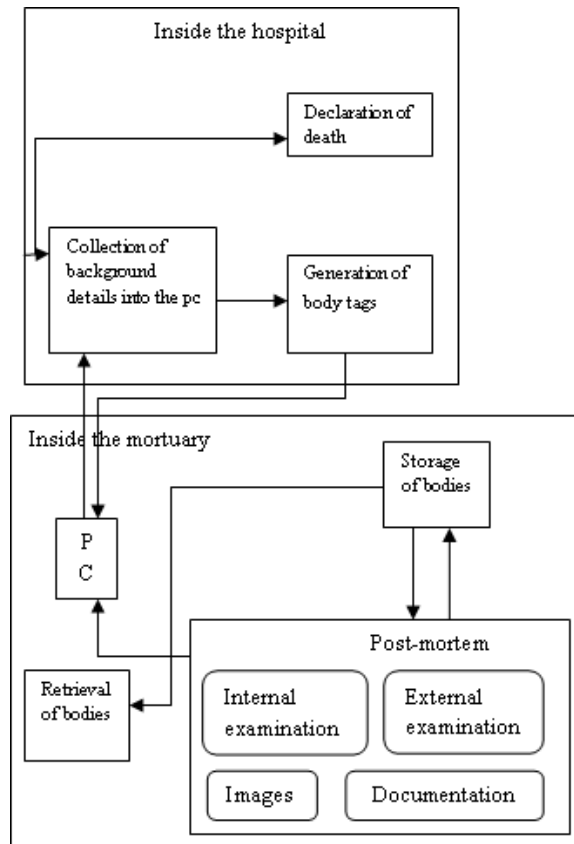 Inside the hospital
Declaration of
death
Collection of
background
details into the pc
Generation of
body tags
Inside the mortuary
Storage
of bodies
P
C
Post-mortem
Retrieval
of bodies
Internal
examination
External
examination
Images
Documentation